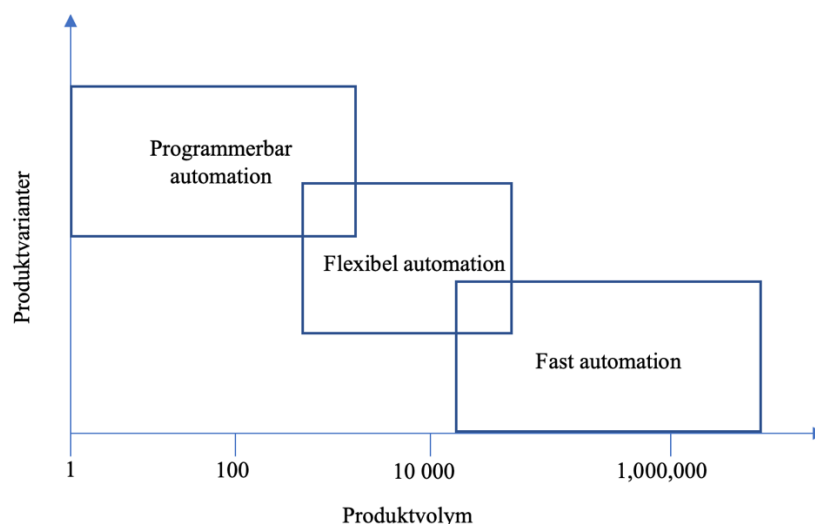 Produktvarianter
Programmerbar
automation
Flexibel automation
Fast automation
1
100
10 000
1,000,000
Produktvolym